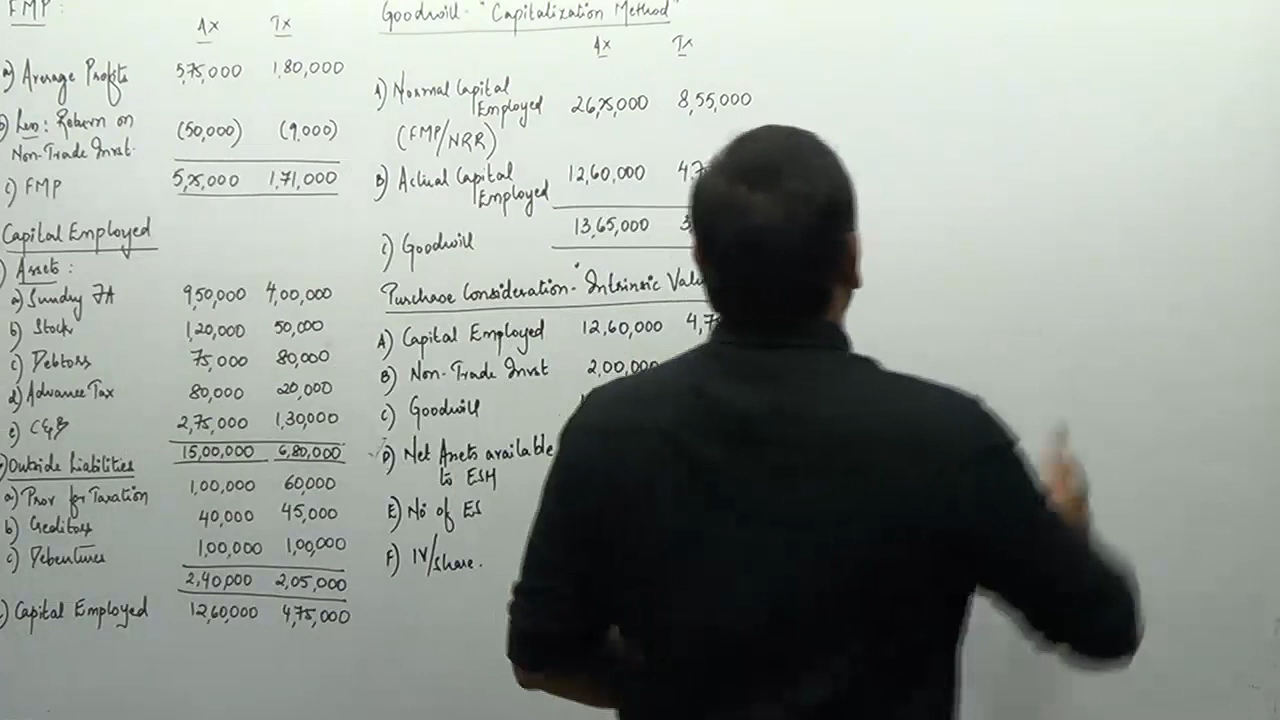 FMP :
Ax Tx
a) Average Profits 5,75,000 1,80,000
b) Less : Return on
Non-Trade Invst. (50,000) (9,000)
c) FMP 5,25,000 1,71,000
Capital Employed
) Assets :
a) Sundry FA 9,50,000 4,00,000
b) Stock 1,20,000 50,000
c) Debtors 75,000 80,000
d) Advance Tax 80,000 20,000
e) C&B 2,75,000 1,30,000
15,00,000 6,80,000
) Outside Liabilities
a) Prov for Taxation 1,00,000 60,000
b) Creditors 40,000 45,000
c) Debentures 1,00,000 1,00,000
2,40,000 2,05,000
) Capital Employed 12,60,000 4,75,000
Goodwill - "Capitalization Method"
Ax Tx
A) Normal Capital
Employed 26,25,000 8,55,000
(FMP/NRR)
B) Actual Capital
Employed 12,60,000 4,7
C) Goodwill 13,65,000 3,
Purchase Consideration - "Intrinsic Valu
A) Capital Employed 12,60,000 4,7
B) Non-Trade Invst 2,00,000
C) Goodwill
D) Net Assets available
to ESH
E) No of ES
F) IV/share.